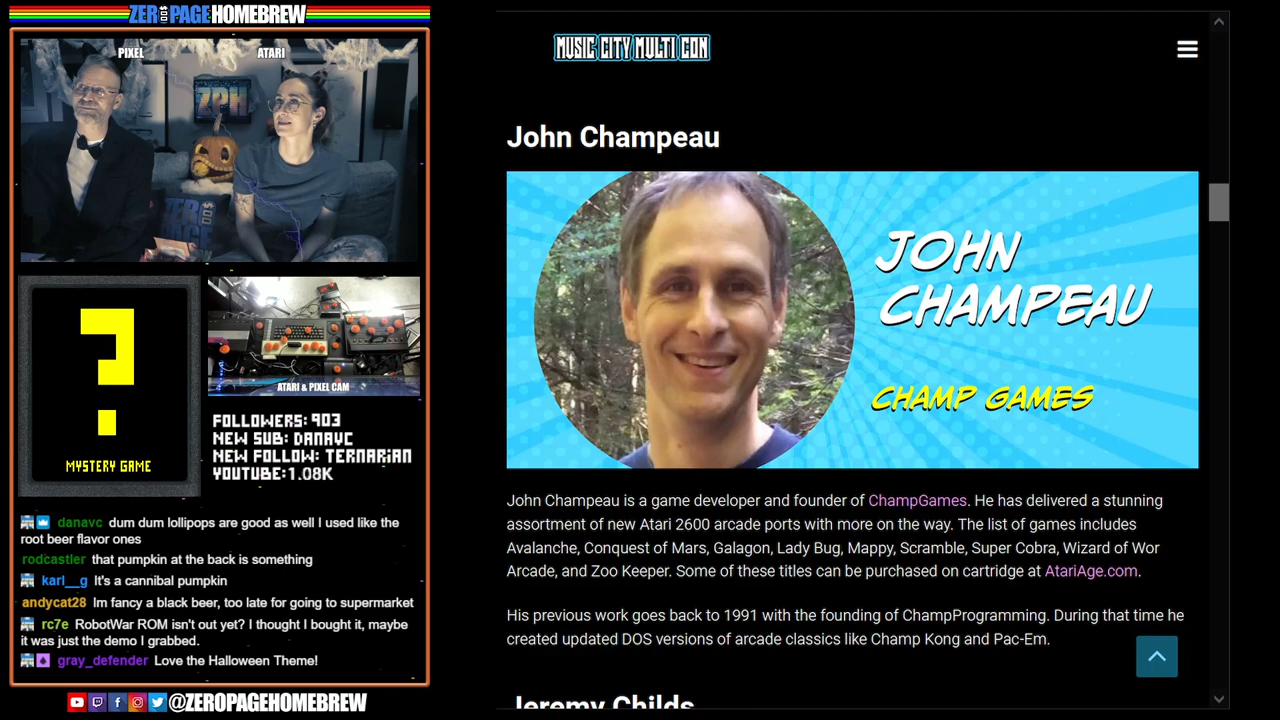 ZEROPAGEHOMEBREW
PIXEL
ATARI
ZPH
ZERO
PAGE
?
MYSTERY GAME
ATARI & PIXEL CAM
FOLLOWERS: 903
NEW SUB: DANAVC
NEW FOLLOW: TERNARIAN
YOUTUBE:1.08K
danavc dum dum lollipops are good as well I used like the
root beer flavor ones
rodcastler that pumpkin at the back is something
karl__g It's a cannibal pumpkin
andycat28 Im fancy a black beer, too late for going to supermarket
rc7e RobotWar ROM isn't out yet? I thought I bought it, maybe
it was just the demo I grabbed.
gray_defender Love the Halloween Theme!
@ZEROPAGEHOMEBREW
MUSIC CITY MULTI CON
John Champeau
JOHN
CHAMPEAU
CHAMP GAMES
John Champeau is a game developer and founder of ChampGames. He has delivered a stunning
assortment of new Atari 2600 arcade ports with more on the way. The list of games includes
Avalanche, Conquest of Mars, Galagon, Lady Bug, Mappy, Scramble, Super Cobra, Wizard of Wor
Arcade, and Zoo Keeper. Some of these titles can be purchased on cartridge at AtariAge.com.
His previous work goes back to 1991 with the founding of ChampProgramming. During that time he
created updated DOS versions of arcade classics like Champ Kong and Pac-Em.
Jeremy Childs